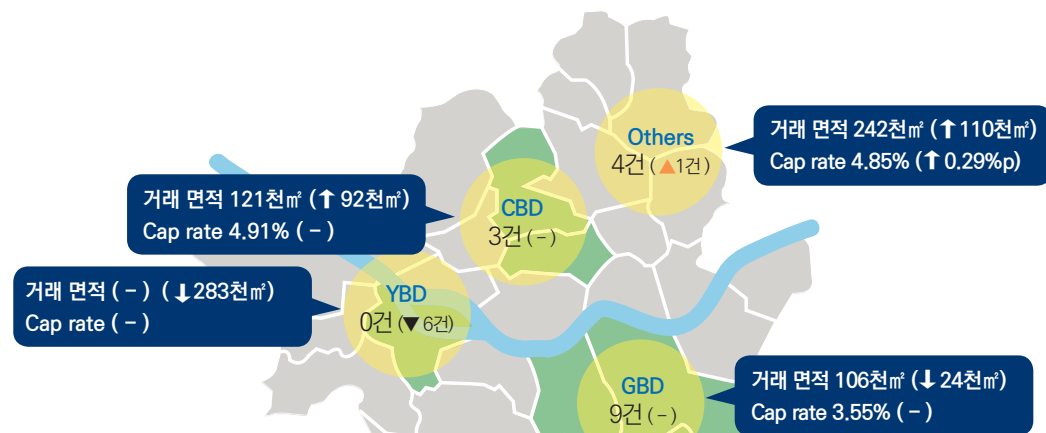 Others
4건 (▲1건)
거래 면적 242천㎡ (↑110천㎡)
Cap rate 4.85% (↑0.29%p)
거래 면적 121천㎡ (↑ 92천㎡)
Cap rate 4.91% ( - )
CBD
3건 ( - )
거래 면적 ( - ) (↓283천㎡)
Cap rate ( - )
YBD
0건 (▼ 6건)
GBD
9건 ( - )
거래 면적 106천㎡ (↓ 24천㎡)
Cap rate 3.55% ( - )